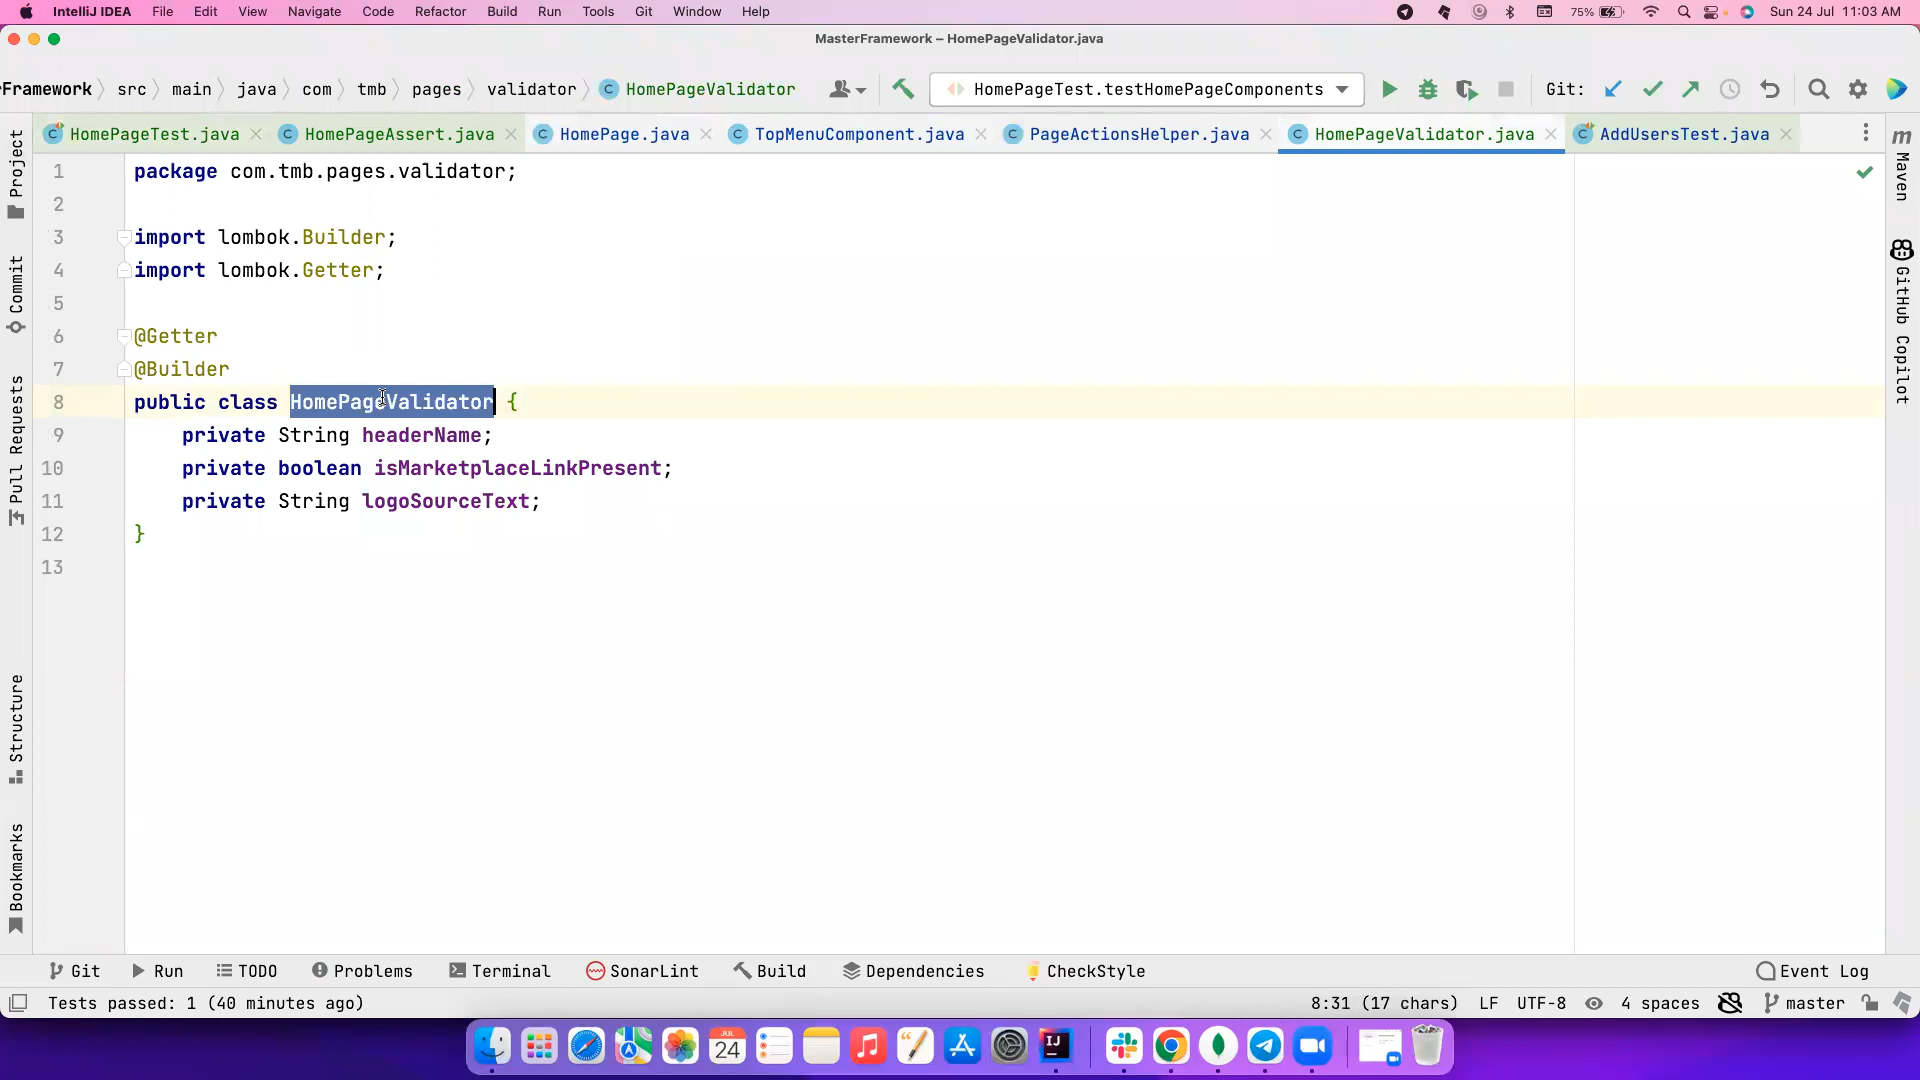 IntelliJ IDEA File Edit View Navigate Code Refactor Build Run Tools Git Window Help 75% Sun 24 Jul 11:03 AM
MasterFramework – HomePageValidator.java
rFramework src main java com tmb pages validator HomePageValidator HomePageTest.testHomePageComponents Git:
HomePageTest.java HomePageAssert.java HomePage.java TopMenuComponent.java PageActionsHelper.java HomePageValidator.java AddUsersTest.java
1 package com.tmb.pages.validator;
2
3 import lombok.Builder;
4 import lombok.Getter;
5
6 @Getter
7 @Builder
8 public class HomePageValidator {
9 private String headerName;
10 private boolean isMarketplaceLinkPresent;
11 private String logoSourceText;
12 }
13
Project
Commit
Pull Requests
Structure
Bookmarks
m Maven
GitHub Copilot
Git Run TODO Problems Terminal SonarLint Build Dependencies CheckStyle Event Log
Tests passed: 1 (40 minutes ago) 8:31 (17 chars) LF UTF-8 4 spaces master
JUL
24
IJ